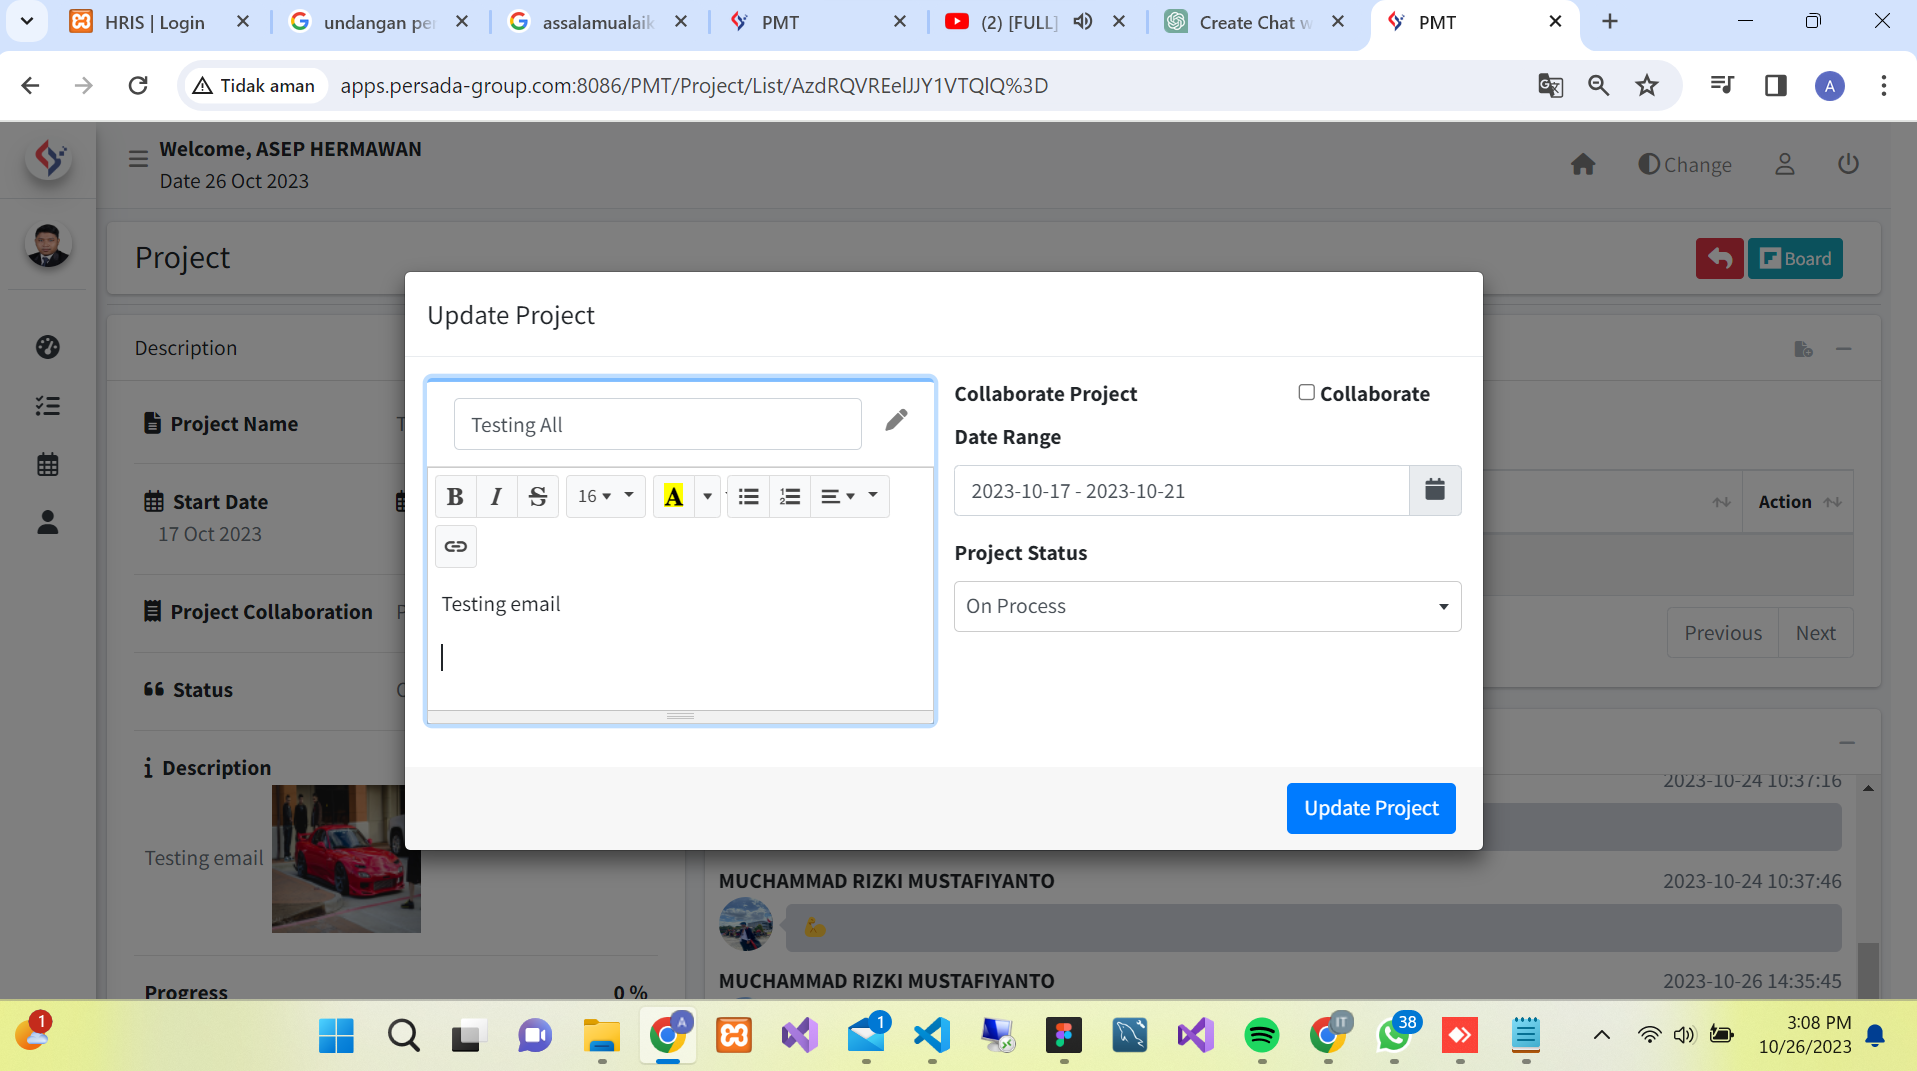 HRIS | Login
undangan per
assalamualaik
PMT
(2) [FULL]
Create Chat w
PMT
Tidak aman
apps.persada-group.com:8086/PMT/Project/List/AzdRQVREelJJY1VTQlQ%3D
A
Welcome, ASEP HERMAWAN
Date 26 Oct 2023
Change
Project
Board
Update Project
Description
Project Name
T
Testing All
Collaborate Project
Collaborate
Date Range
B I S 16 A
2023-10-17 - 2023-10-21
Start Date
17 Oct 2023
Action
Project Status
Testing email
On Process
Project Collaboration
P
Previous
Next
Status
Description
2023-10-24 10:37:16
Update Project
Testing email
MUCHAMMAD RIZKI MUSTAFIYANTO
2023-10-24 10:37:46
MUCHAMMAD RIZKI MUSTAFIYANTO
2023-10-26 14:35:45
Progress
0 %
1
A
1
IT
38
3:08 PM
10/26/2023